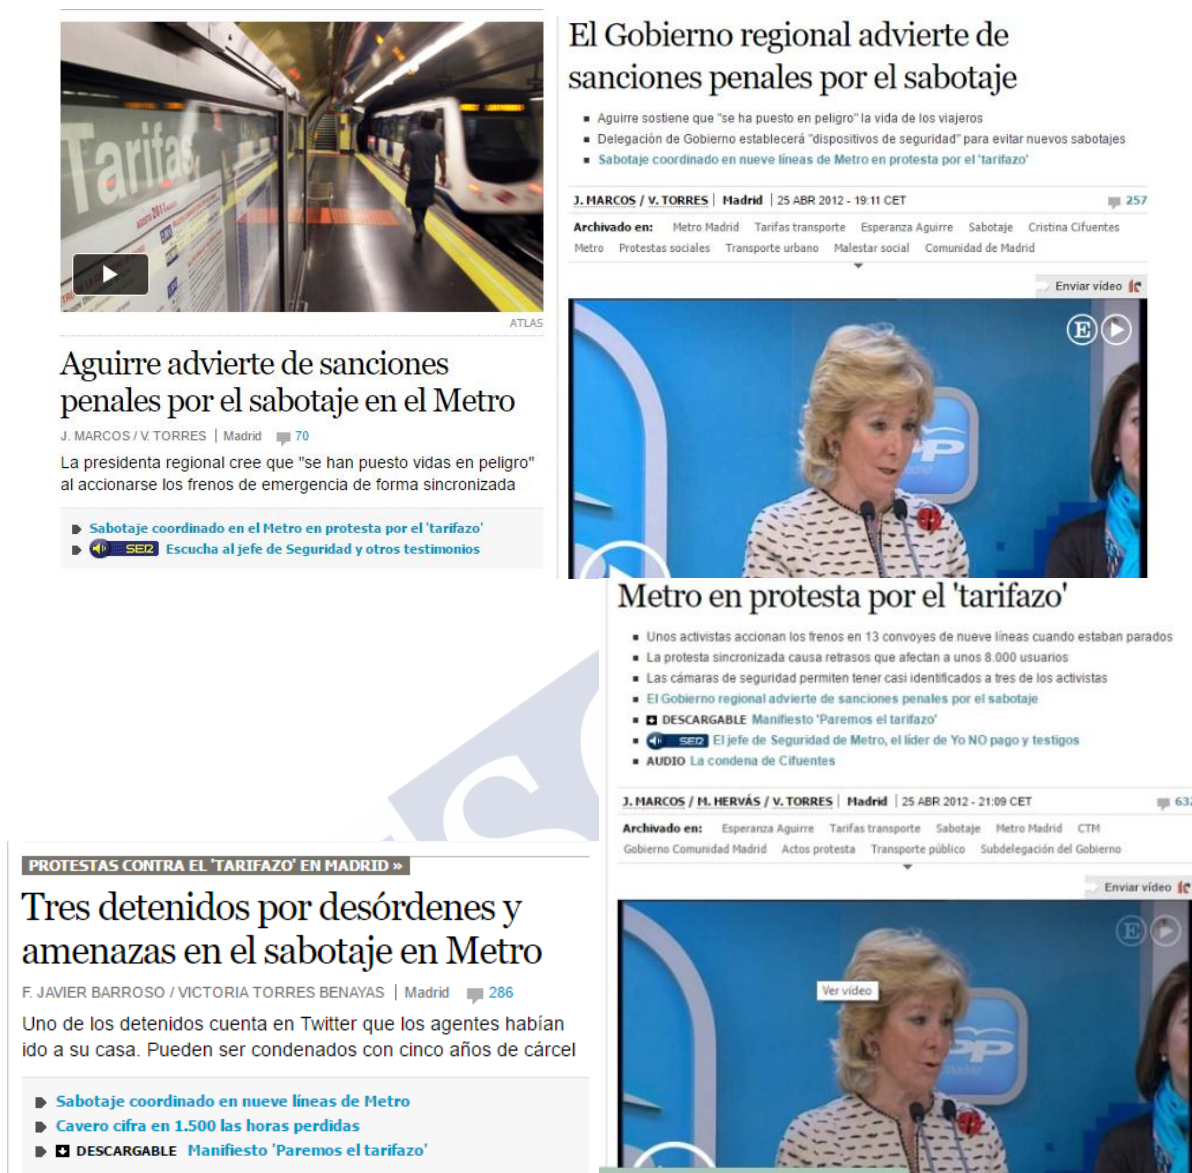 Tarifas
AGOSTO 2011
ATLAS
Aguirre advierte de sanciones
penales por el sabotaje en el Metro
J. MARCOS / V. TORRES | Madrid 70
La presidenta regional cree que "se han puesto vidas en peligro"
al accionarse los frenos de emergencia de forma sincronizada
Sabotaje coordinado en el Metro en protesta por el 'tarifazo'
SER Escucha al jefe de Seguridad y otros testimonios
El Gobierno regional advierte de
sanciones penales por el sabotaje
Aguirre sostiene que "se ha puesto en peligro" la vida de los viajeros
Delegación de Gobierno establecerá "dispositivos de seguridad" para evitar nuevos sabotajes
Sabotaje coordinado en nueve líneas de Metro en protesta por el 'tarifazo'
J. MARCOS / V. TORRES | Madrid | 25 ABR 2012 - 19:11 CET 257
Archivado en: Metro Madrid Tarifas transporte Esperanza Aguirre Sabotaje Cristina Cifuentes
Metro Protestas sociales Transporte urbano Malestar social Comunidad de Madrid
Enviar vídeo
E
PP
Metro en protesta por el 'tarifazo'
Unos activistas accionan los frenos en 13 convoyes de nueve líneas cuando estaban parados
La protesta sincronizada causa retrasos que afectan a unos 8.000 usuarios
Las cámaras de seguridad permiten tener casi identificados a tres de los activistas
El Gobierno regional advierte de sanciones penales por el sabotaje
DESCARGABLE Manifiesto 'Paremos el tarifazo'
SER El jefe de Seguridad de Metro, el líder de Yo NO pago y testigos
AUDIO La condena de Cifuentes
J. MARCOS / M. HERVÁS / V. TORRES | Madrid | 25 ABR 2012 - 21:09 CET 632
Archivado en: Esperanza Aguirre Tarifas transporte Sabotaje Metro Madrid CTM
Gobierno Comunidad Madrid Actos protesta Transporte público Subdelegación del Gobierno
Enviar vídeo
E
Ver vídeo
PP
Madrid
PROTESTAS CONTRA EL 'TARIFAZO' EN MADRID »
Tres detenidos por desórdenes y
amenazas en el sabotaje en Metro
F. JAVIER BARROSO / VICTORIA TORRES BENAYAS | Madrid 286
Uno de los detenidos cuenta en Twitter que los agentes habían
ido a su casa. Pueden ser condenados con cinco años de cárcel
Sabotaje coordinado en nueve líneas de Metro
Cavero cifra en 1.500 las horas perdidas
DESCARGABLE Manifiesto 'Paremos el tarifazo'